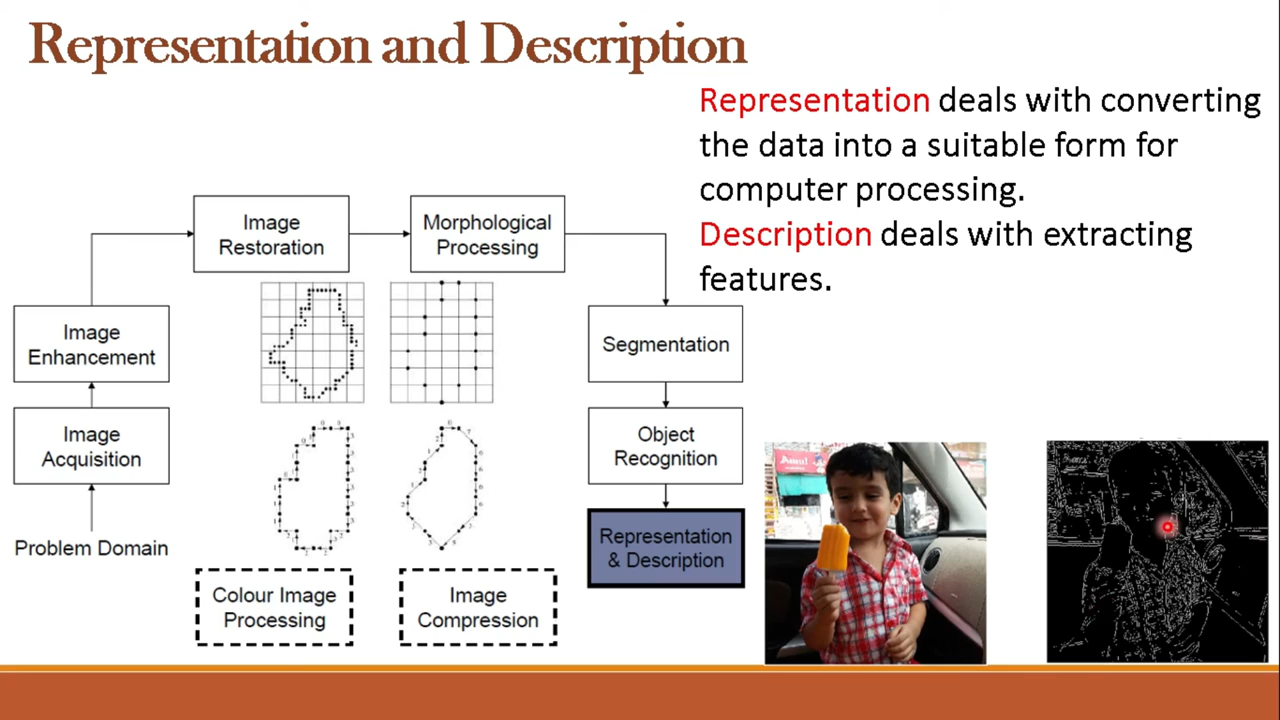 Representation and Description
Representation deals with converting
the data into a suitable form for
computer processing.
Description deals with extracting
features.
Image
Restoration
Morphological
Processing
Image
Enhancement
Segmentation
Image
Acquisition
Object
Recognition
Problem Domain
Representation
& Description
Colour Image
Processing
Image
Compression